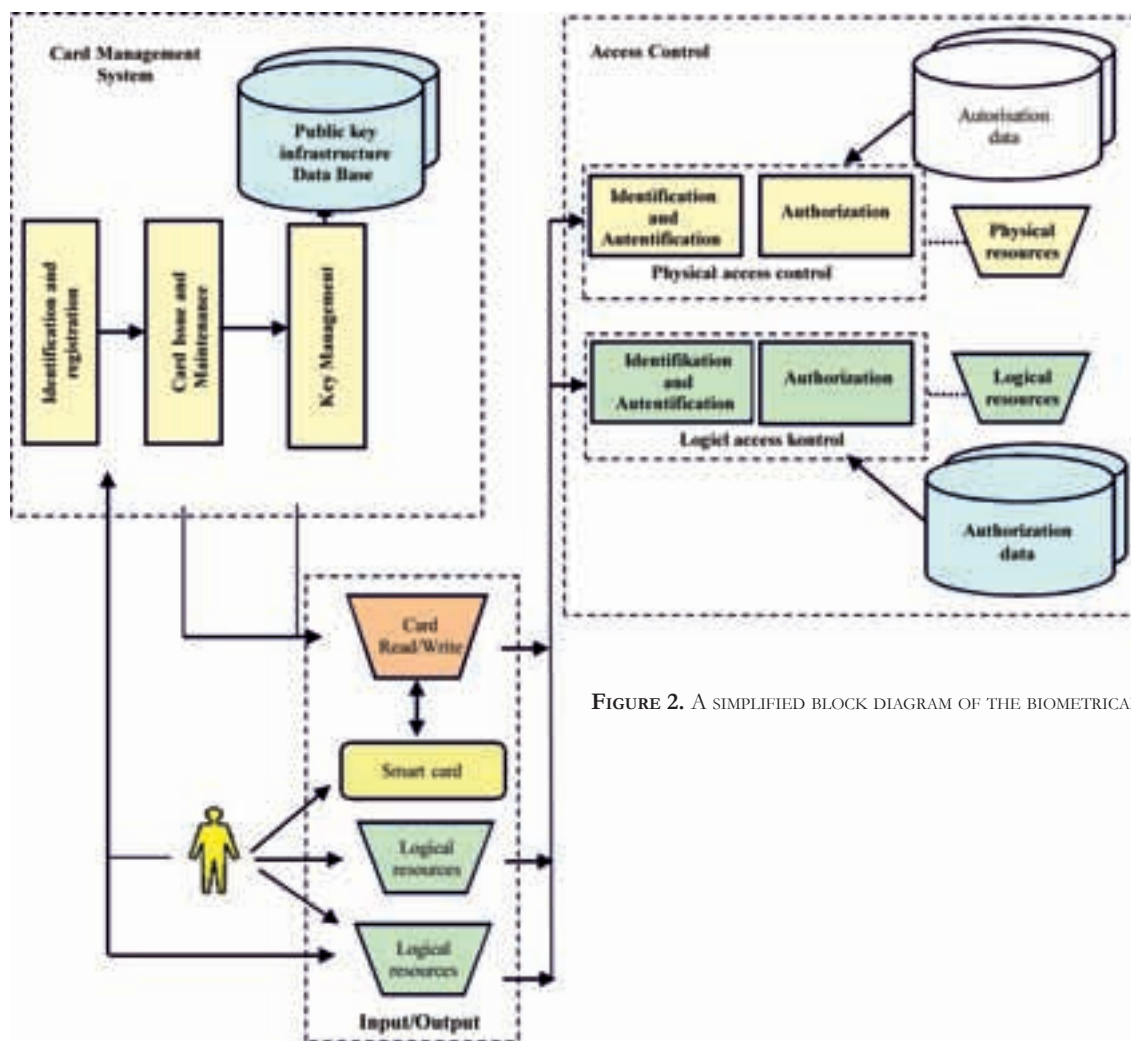 Card Management
System
Public key
infrastructure
Data Base
Identification and
registration
Card Issue and
Maintenance
Key Management
Access Control
Autorisation
data
Identification
and
Autentification
Authorization
Physical access control
Physical
resources
Identifikation
and
Autentification
Authorization
Logicl access kontrol
Logical
resources
Authorization
data
Card
Read/Write
Smart card
Logical
resources
Logical
resources
Input/Output
FIGURE 2. A SIMPLIFIED BLOCK DIAGRAM OF THE BIOMETRICA